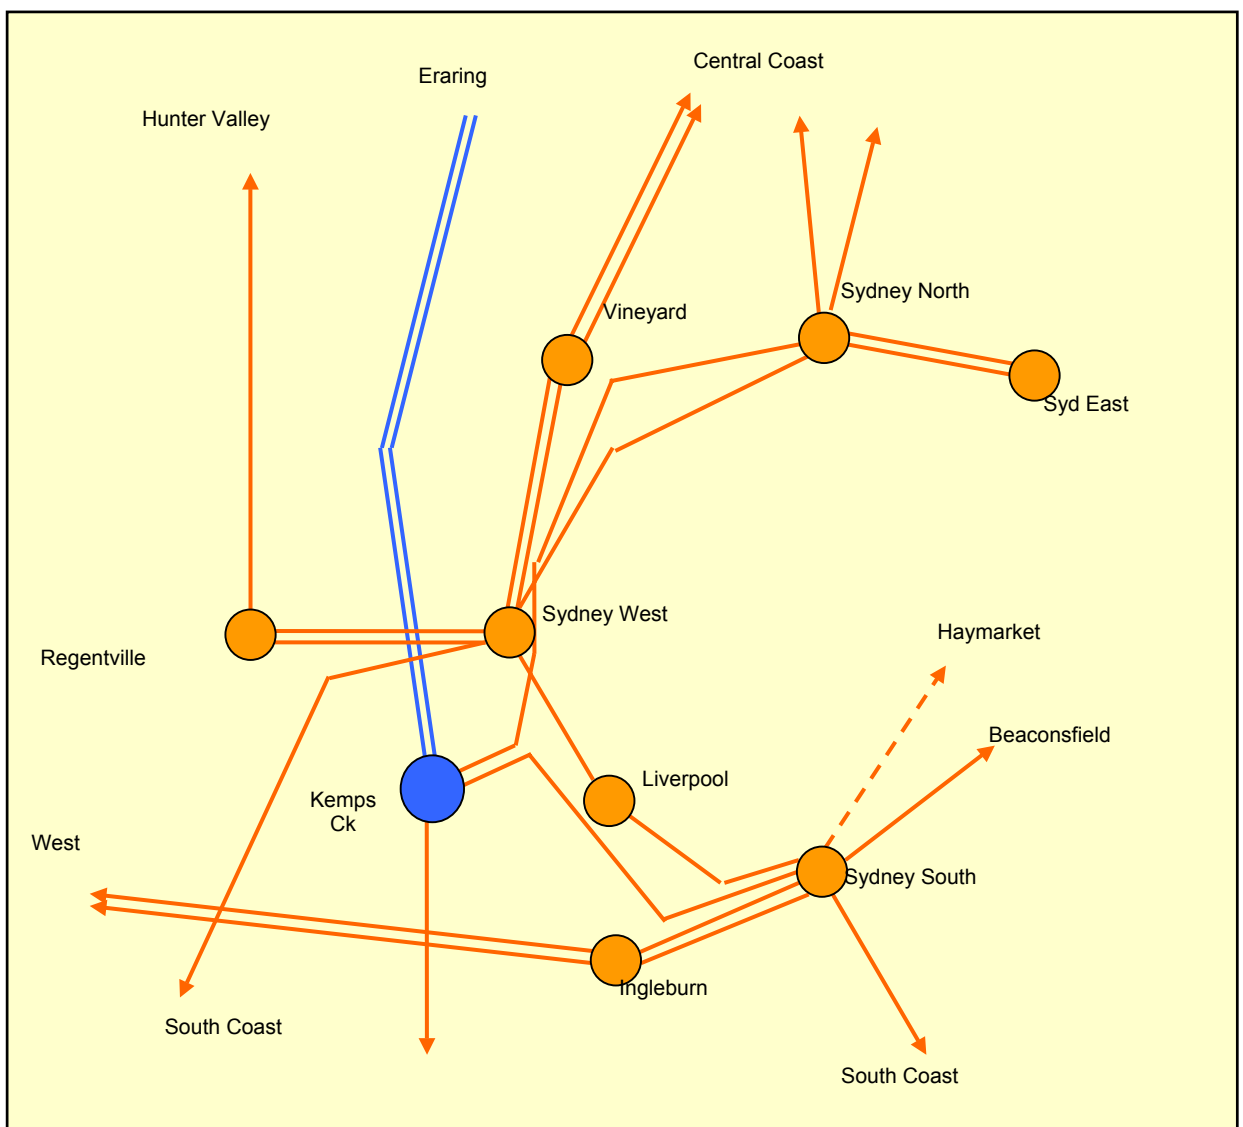 Central Coast
Eraring
Hunter Valley
Sydney North
Vineyard
Syd East
Sydney West
Haymarket
Regentville
Beaconsfield
Liverpool
Kemps
Ck
West
Sydney South
Ingleburn
South Coast
South Coast